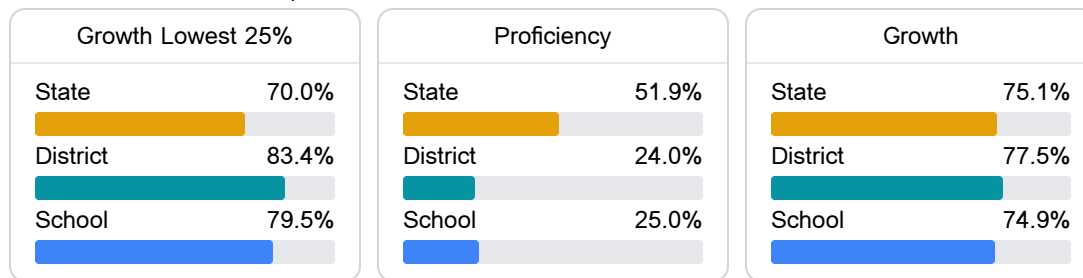 Growth Lowest 25%
State 70.0%
District 83.4%
School 79.5%
Proficiency
State 51.9%
District 24.0%
School 25.0%
Growth
State 75.1%
District 77.5%
School 74.9%